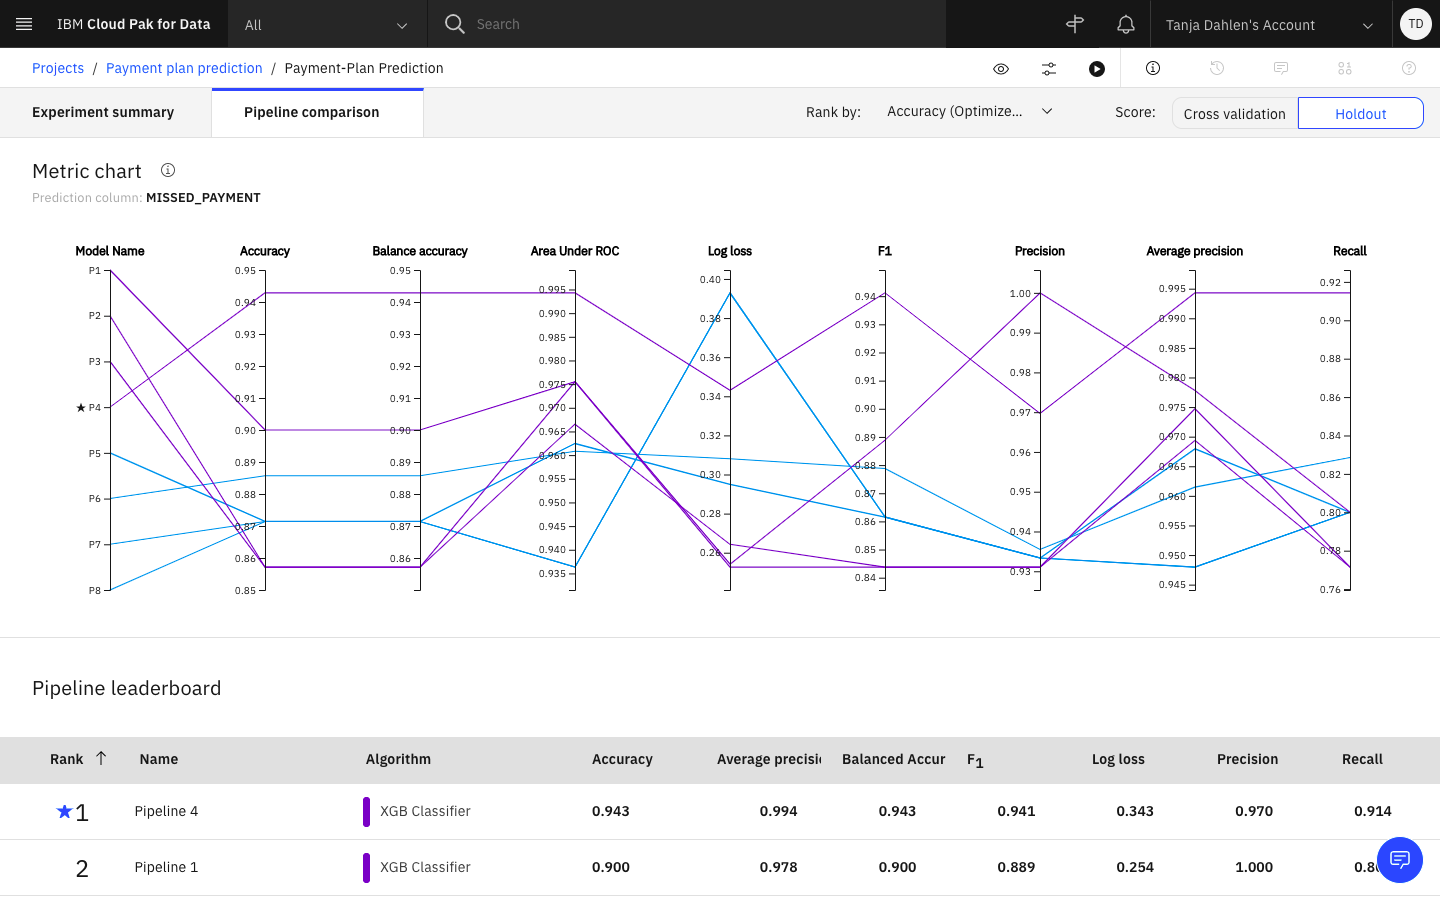 IBM Cloud Pak for Data
All
Search
Tanja Dahlen's Account
TD
Projects / Payment plan prediction / Payment-Plan Prediction
Experiment summary
Pipeline comparison
Rank by:
Accuracy (Optimize...
Score:
Cross validation
Holdout
Metric chart
Prediction column: MISSED_PAYMENT
Model Name
P1
P2
P3
★ P4
P5
P6
P7
P8
Accuracy
0.95
0.94
0.93
0.92
0.91
0.90
0.89
0.88
0.87
0.86
0.85
Balance accuracy
0.95
0.94
0.93
0.92
0.91
0.90
0.89
0.88
0.87
0.86
Area Under ROC
0.995
0.990
0.985
0.980
0.975
0.970
0.965
0.960
0.955
0.950
0.945
0.940
0.935
Log loss
0.40
0.38
0.36
0.34
0.32
0.30
0.28
0.26
F1
0.94
0.93
0.92
0.91
0.90
0.89
0.88
0.87
0.86
0.85
0.84
Precision
1.00
0.99
0.98
0.97
0.96
0.95
0.94
0.93
Average precision
0.995
0.990
0.985
0.980
0.975
0.970
0.965
0.960
0.955
0.950
0.945
Recall
0.92
0.90
0.88
0.86
0.84
0.82
0.80
0.78
0.76
Pipeline leaderboard
Rank Name Algorithm Accuracy Average precisi Balanced Accur F1 Log loss Precision Recall
★1 Pipeline 4 XGB Classifier 0.943 0.994 0.943 0.941 0.343 0.970 0.914
2 Pipeline 1 XGB Classifier 0.900 0.978 0.900 0.889 0.254 1.000